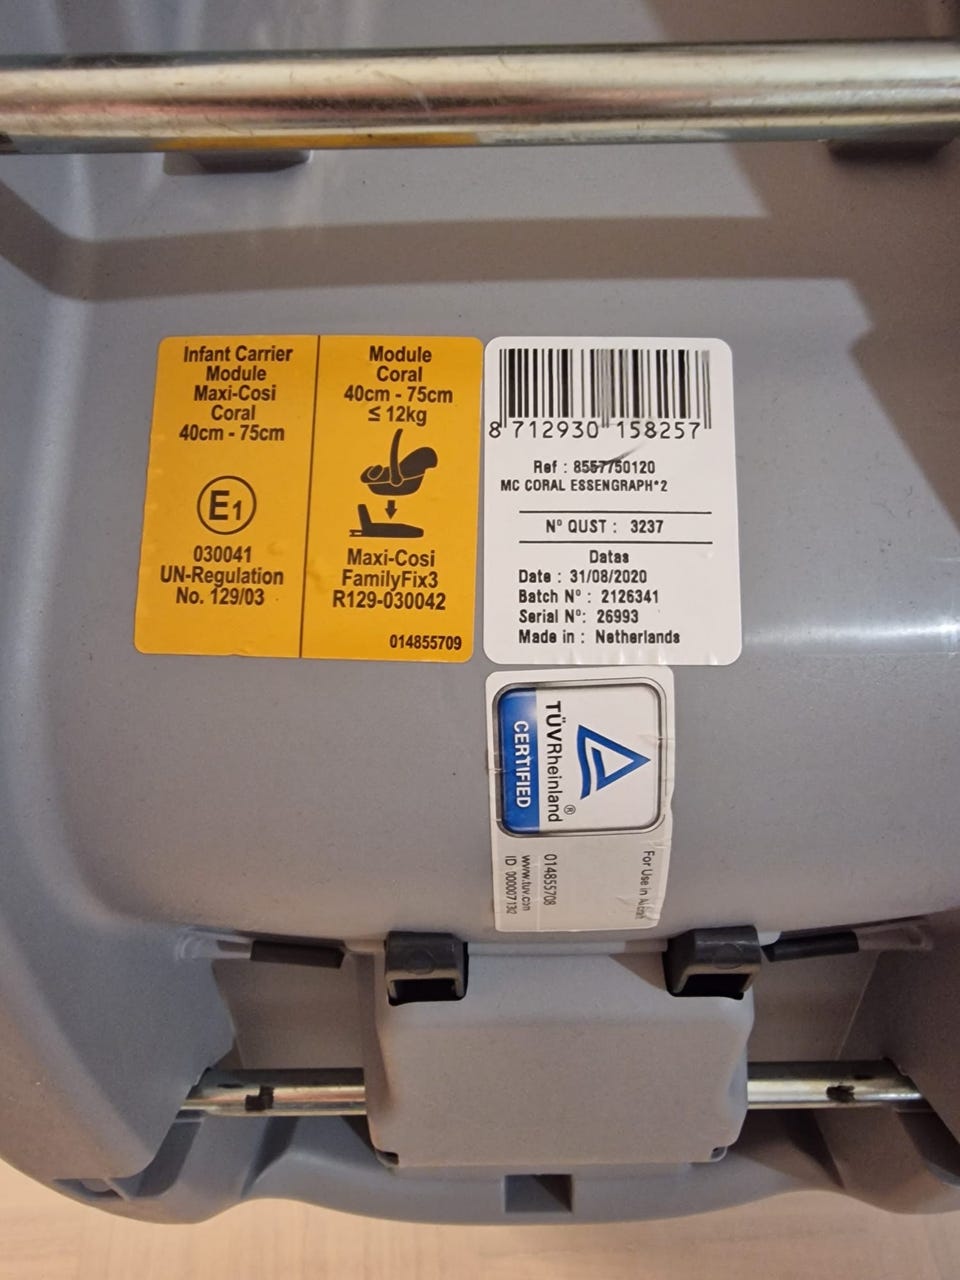 Infant Carrier
Module
Maxi-Cosi
Coral
40cm - 75cm
E1
030041
UN-Regulation
No. 129/03
Module
Coral
40cm - 75cm
≤ 12kg
Maxi-Cosi
FamilyFix3
R129-030042
014855709
8 712930 158257
Ref : 8557750120
MC CORAL ESSENGRAPH*2
N° QUST : 3237
Datas
Date : 31/08/2020
Batch N° : 2126341
Serial N°: 26993
Made in : Netherlands
TÜVRheinland®
CERTIFIED
For Use in Aircraft
014855708
www.tuv.com
ID